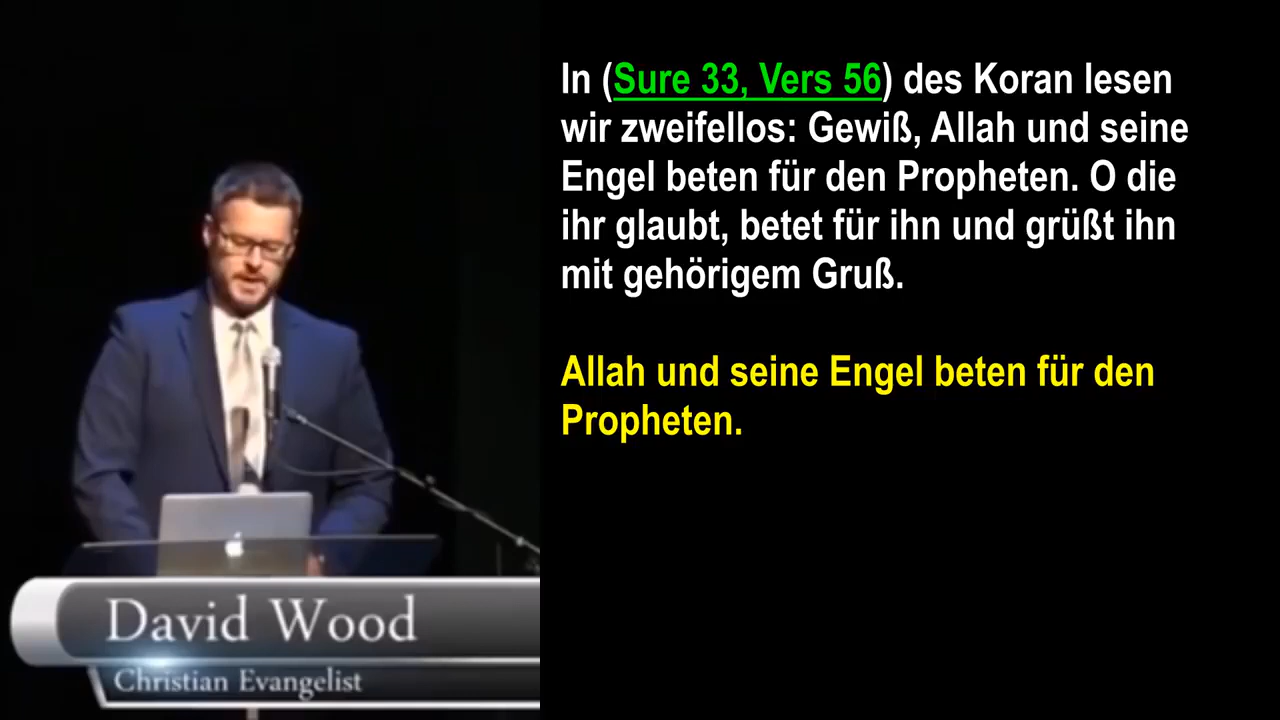 In (Sure 33, Vers 56) des Koran lesen
wir zweifellos: Gewiß, Allah und seine
Engel beten für den Propheten. O die
ihr glaubt, betet für ihn und grüßt ihn
mit gehörigem Gruß.
Allah und seine Engel beten für den
Propheten.
David Wood
Christian Evangelist